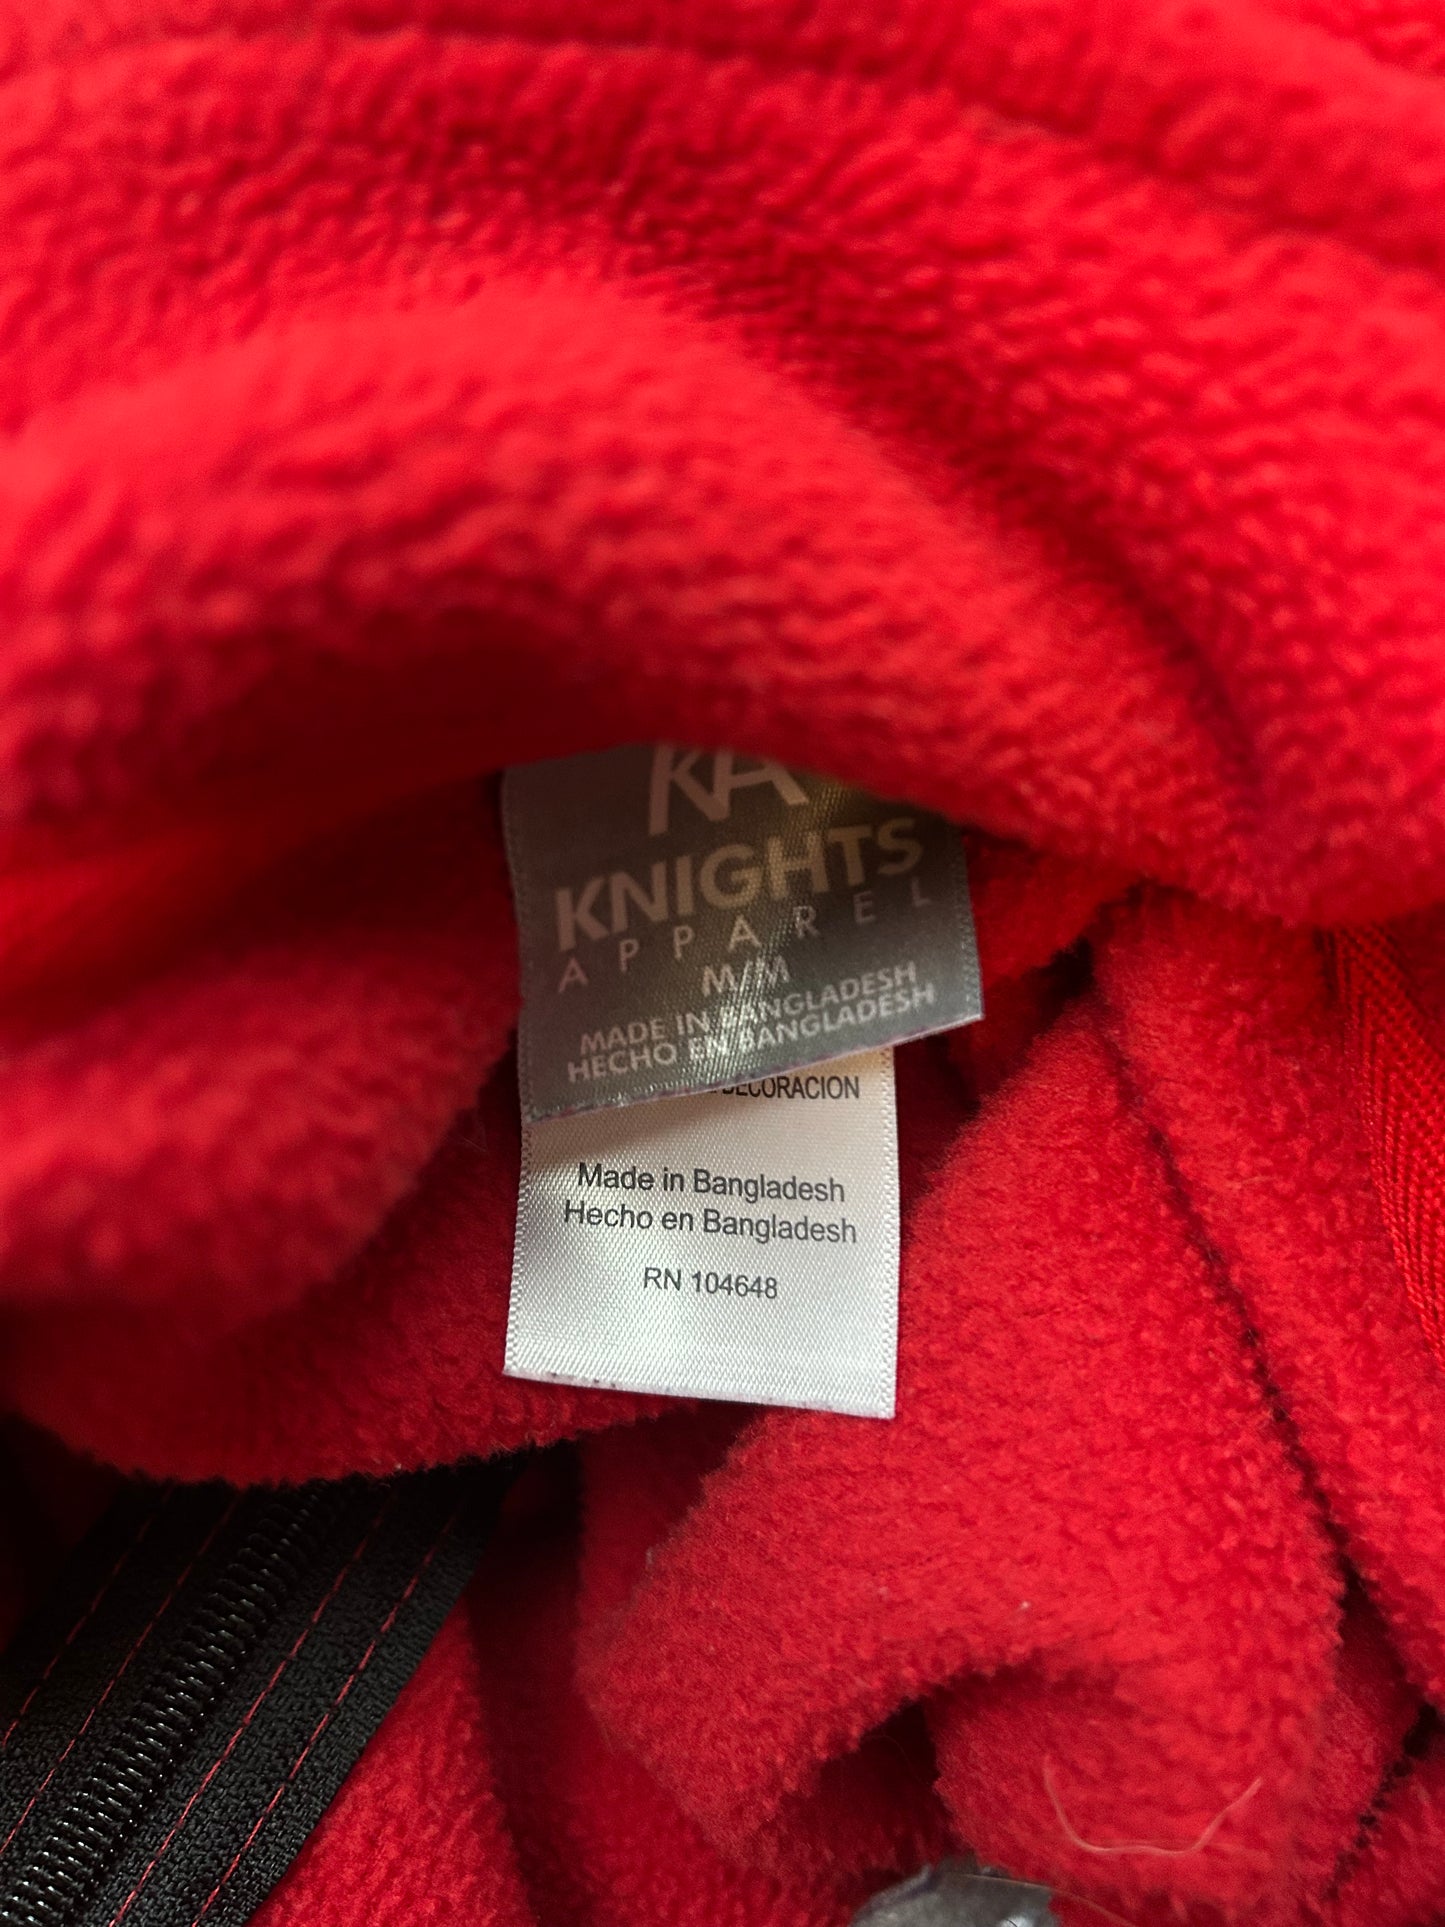 KA
KNIGHTS
APPAREL
M/M
MADE IN BANGLADESH
HECHO EN BANGLADESH
DECORACION
Made in Bangladesh
Hecho en Bangladesh
RN 104648